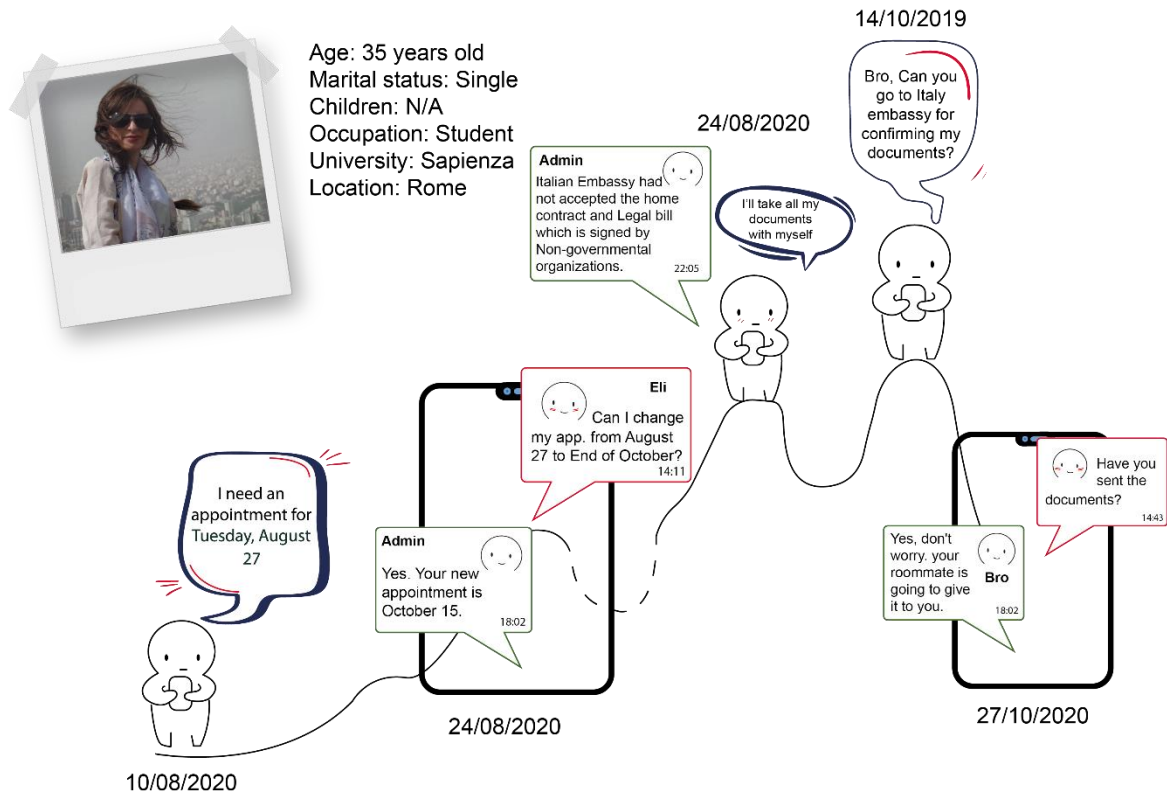 Age: 35 years old
Marital status: Single
Children: N/A
Occupation: Student
University: Sapienza
Location: Rome
14/10/2019
Bro, Can you
go to Italy
embassy for
confirming my
documents?
24/08/2020
Admin
Italian Embassy had
not accepted the home
contract and Legal bill
which is signed by
Non-governmental
organizations.
22:05
I'll take all my
documents
with myself
Eli
Can I change
my app. from August
27 to End of October?
14:11
I need an
appointment for
Tuesday, August
27
Admin
Yes. Your new
appointment is
October 15.
18:02
Have you
sent the
documents?
14:43
Yes, don't
worry. your
roommate is
going to give
it to you.
Bro
18:02
24/08/2020
27/10/2020
10/08/2020